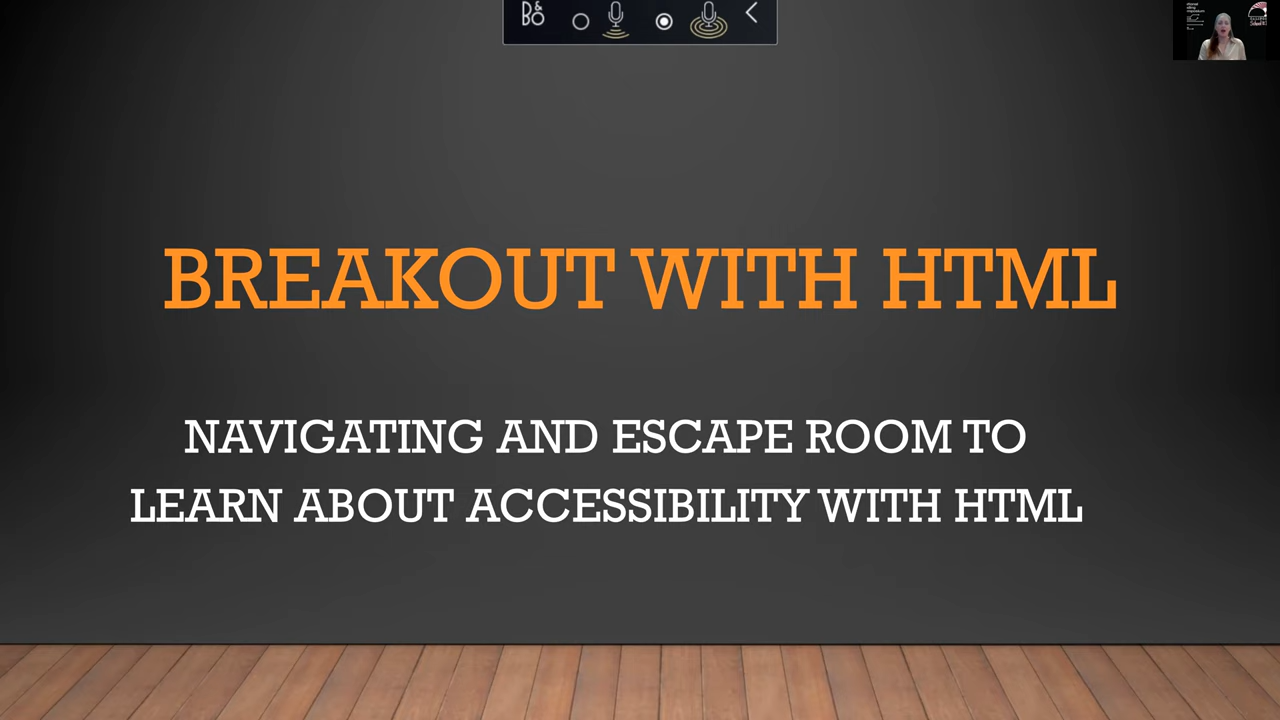 B&O
BREAKOUT WITH HTML
NAVIGATING AND ESCAPE ROOM TO
LEARN ABOUT ACCESSIBILITY WITH HTML